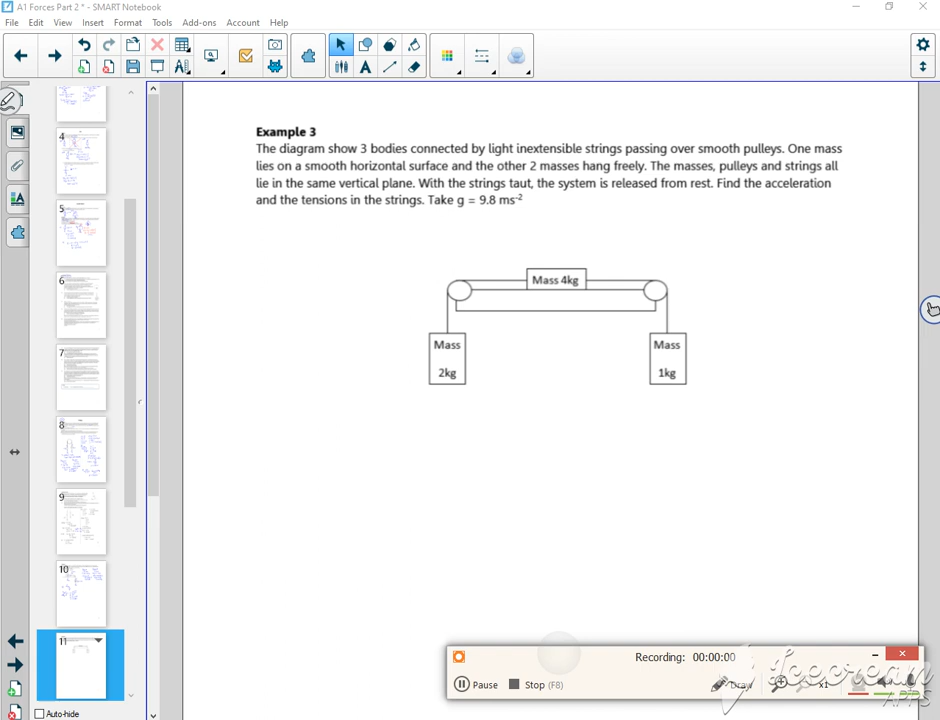 A1 Forces Part 2 * - SMART Notebook
File Edit View Insert Format Tools Add-ons Account Help
Example 3
The diagram show 3 bodies connected by light inextensible strings passing over smooth pulleys. One mass
lies on a smooth horizontal surface and the other 2 masses hang freely. The masses, pulleys and strings all
lie in the same vertical plane. With the strings taut, the system is released from rest. Find the acceleration
and the tensions in the strings. Take g = 9.8 ms⁻²
Mass 4kg
Mass
2kg
Mass
1kg
4
5
6
7
8
9
10
11
Auto-hide
Recording: 00:00:00
Pause
Stop (F8)
Draw
x1
Icecream
APPS